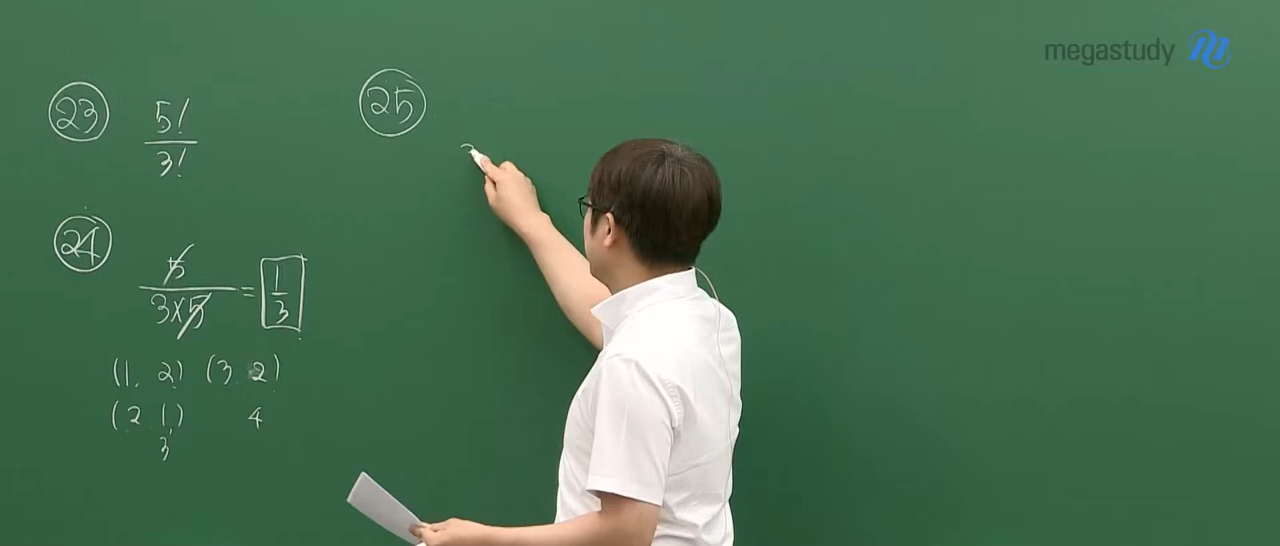 megastudy
23 5!/3!
24 5/(3×5) = 1/3
(1, 2) (3, 2)
(2, 1) 4
3
25